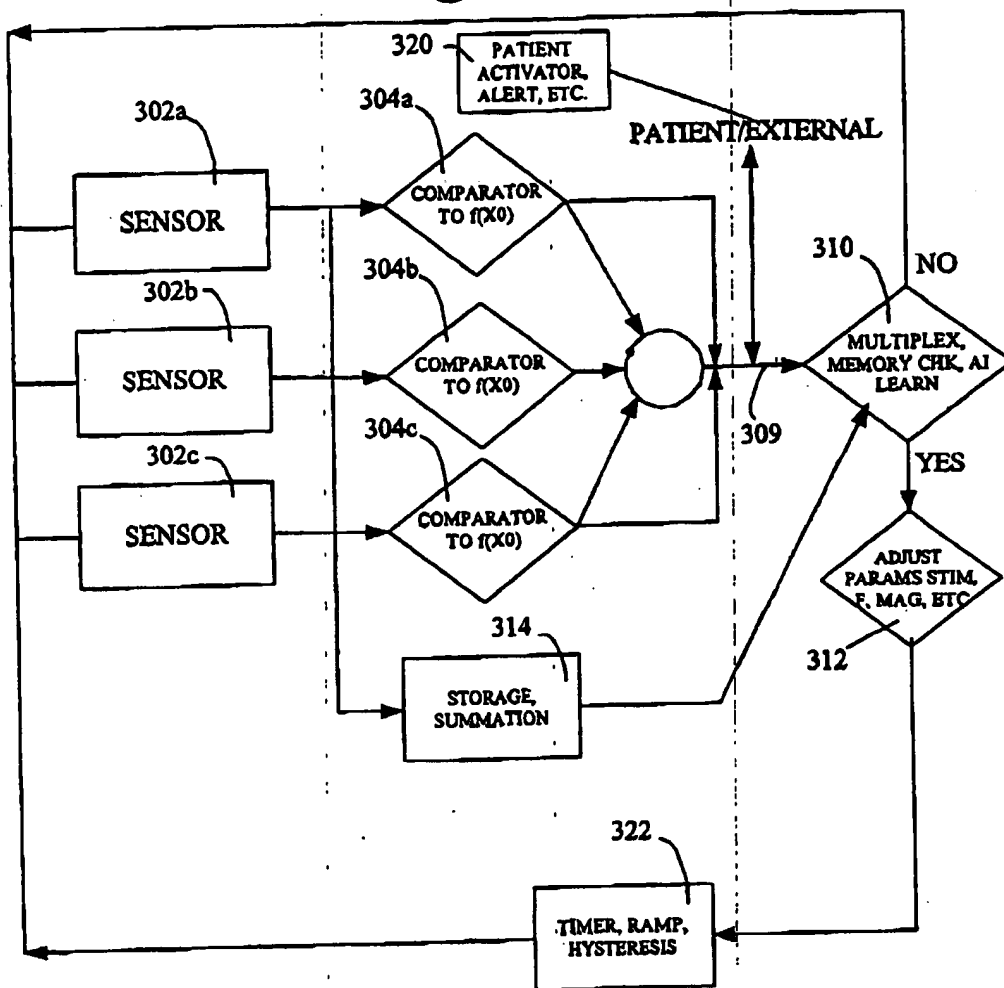 320
PATIENT
ACTIVATOR,
ALERT, ETC.
304a
PATIENT/EXTERNAL
302a
SENSOR
COMPARATOR
TO f(X0)
310
NO
304b
302b
SENSOR
COMPARATOR
TO f(X0)
MULTIPLEX,
MEMORY CHK, AI
LEARN
309
304c
302c
YES
SENSOR
COMPARATOR
TO f(X0)
ADJUST
PARAMS STIM,
F, MAG, ETC
312
314
STORAGE,
SUMMATION
322
TIMER, RAMP,
HYSTERESIS